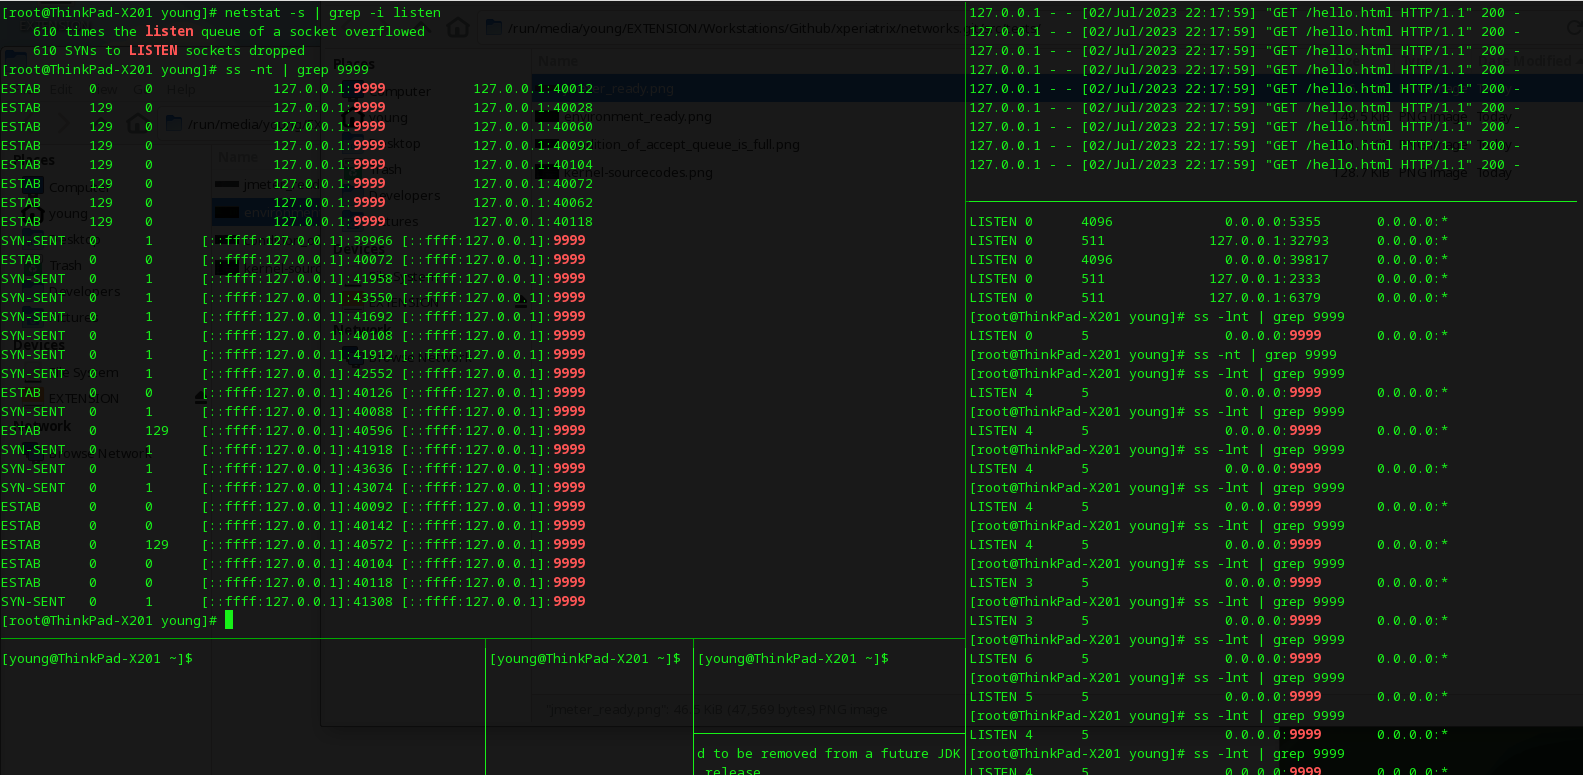 [root@ThinkPad-X201 young]# netstat -s | grep -i listen
    610 times the listen queue of a socket overflowed
    610 SYNs to LISTEN sockets dropped
[root@ThinkPad-X201 young]# ss -nt | grep 9999
ESTAB 0 0 127.0.0.1:9999 127.0.0.1:40012
ESTAB 129 0 127.0.0.1:9999 127.0.0.1:40028
ESTAB 129 0 127.0.0.1:9999 127.0.0.1:40060
ESTAB 129 0 127.0.0.1:9999 127.0.0.1:40092
ESTAB 129 0 127.0.0.1:9999 127.0.0.1:40104
ESTAB 129 0 127.0.0.1:9999 127.0.0.1:40072
ESTAB 129 0 127.0.0.1:9999 127.0.0.1:40062
ESTAB 129 0 127.0.0.1:9999 127.0.0.1:40118
SYN-SENT 0 1 [::ffff:127.0.0.1]:39966 [::ffff:127.0.0.1]:9999
ESTAB 0 0 [::ffff:127.0.0.1]:40072 [::ffff:127.0.0.1]:9999
SYN-SENT 0 1 [::ffff:127.0.0.1]:41958 [::ffff:127.0.0.1]:9999
SYN-SENT 0 1 [::ffff:127.0.0.1]:43550 [::ffff:127.0.0.1]:9999
SYN-SENT 0 1 [::ffff:127.0.0.1]:41692 [::ffff:127.0.0.1]:9999
SYN-SENT 0 1 [::ffff:127.0.0.1]:40108 [::ffff:127.0.0.1]:9999
SYN-SENT 0 1 [::ffff:127.0.0.1]:41912 [::ffff:127.0.0.1]:9999
SYN-SENT 0 1 [::ffff:127.0.0.1]:42552 [::ffff:127.0.0.1]:9999
ESTAB 0 0 [::ffff:127.0.0.1]:40126 [::ffff:127.0.0.1]:9999
SYN-SENT 0 1 [::ffff:127.0.0.1]:40088 [::ffff:127.0.0.1]:9999
ESTAB 0 129 [::ffff:127.0.0.1]:40596 [::ffff:127.0.0.1]:9999
SYN-SENT 0 1 [::ffff:127.0.0.1]:41918 [::ffff:127.0.0.1]:9999
SYN-SENT 0 1 [::ffff:127.0.0.1]:43636 [::ffff:127.0.0.1]:9999
SYN-SENT 0 1 [::ffff:127.0.0.1]:43074 [::ffff:127.0.0.1]:9999
ESTAB 0 0 [::ffff:127.0.0.1]:40092 [::ffff:127.0.0.1]:9999
ESTAB 0 0 [::ffff:127.0.0.1]:40142 [::ffff:127.0.0.1]:9999
ESTAB 0 129 [::ffff:127.0.0.1]:40572 [::ffff:127.0.0.1]:9999
ESTAB 0 0 [::ffff:127.0.0.1]:40104 [::ffff:127.0.0.1]:9999
ESTAB 0 0 [::ffff:127.0.0.1]:40118 [::ffff:127.0.0.1]:9999
SYN-SENT 0 1 [::ffff:127.0.0.1]:41308 [::ffff:127.0.0.1]:9999
[root@ThinkPad-X201 young]#
[young@ThinkPad-X201 ~]$
[young@ThinkPad-X201 ~]$
[young@ThinkPad-X201 ~]$
d to be removed from a future JDK
 release
127.0.0.1 - - [02/Jul/2023 22:17:59] "GET /hello.html HTTP/1.1" 200 -
127.0.0.1 - - [02/Jul/2023 22:17:59] "GET /hello.html HTTP/1.1" 200 -
127.0.0.1 - - [02/Jul/2023 22:17:59] "GET /hello.html HTTP/1.1" 200 -
127.0.0.1 - - [02/Jul/2023 22:17:59] "GET /hello.html HTTP/1.1" 200 -
127.0.0.1 - - [02/Jul/2023 22:17:59] "GET /hello.html HTTP/1.1" 200 -
127.0.0.1 - - [02/Jul/2023 22:17:59] "GET /hello.html HTTP/1.1" 200 -
127.0.0.1 - - [02/Jul/2023 22:17:59] "GET /hello.html HTTP/1.1" 200 -
127.0.0.1 - - [02/Jul/2023 22:17:59] "GET /hello.html HTTP/1.1" 200 -
127.0.0.1 - - [02/Jul/2023 22:17:59] "GET /hello.html HTTP/1.1" 200 -
LISTEN 0 4096 0.0.0.0:5355 0.0.0.0:*
LISTEN 0 511 127.0.0.1:32793 0.0.0.0:*
LISTEN 0 4096 0.0.0.0:39817 0.0.0.0:*
LISTEN 0 511 127.0.0.1:2333 0.0.0.0:*
LISTEN 0 511 127.0.0.1:6379 0.0.0.0:*
[root@ThinkPad-X201 young]# ss -lnt | grep 9999
LISTEN 0 5 0.0.0.0:9999 0.0.0.0:*
[root@ThinkPad-X201 young]# ss -nt | grep 9999
[root@ThinkPad-X201 young]# ss -lnt | grep 9999
LISTEN 4 5 0.0.0.0:9999 0.0.0.0:*
[root@ThinkPad-X201 young]# ss -lnt | grep 9999
LISTEN 4 5 0.0.0.0:9999 0.0.0.0:*
[root@ThinkPad-X201 young]# ss -lnt | grep 9999
LISTEN 4 5 0.0.0.0:9999 0.0.0.0:*
[root@ThinkPad-X201 young]# ss -lnt | grep 9999
LISTEN 4 5 0.0.0.0:9999 0.0.0.0:*
[root@ThinkPad-X201 young]# ss -lnt | grep 9999
LISTEN 4 5 0.0.0.0:9999 0.0.0.0:*
[root@ThinkPad-X201 young]# ss -lnt | grep 9999
LISTEN 3 5 0.0.0.0:9999 0.0.0.0:*
[root@ThinkPad-X201 young]# ss -lnt | grep 9999
LISTEN 3 5 0.0.0.0:9999 0.0.0.0:*
[root@ThinkPad-X201 young]# ss -lnt | grep 9999
LISTEN 6 5 0.0.0.0:9999 0.0.0.0:*
[root@ThinkPad-X201 young]# ss -lnt | grep 9999
LISTEN 5 5 0.0.0.0:9999 0.0.0.0:*
[root@ThinkPad-X201 young]# ss -lnt | grep 9999
LISTEN 4 5 0.0.0.0:9999 0.0.0.0:*
[root@ThinkPad-X201 young]# ss -lnt | grep 9999
LISTEN 4 5 0.0.0.0:9999 0.0.0.0:*